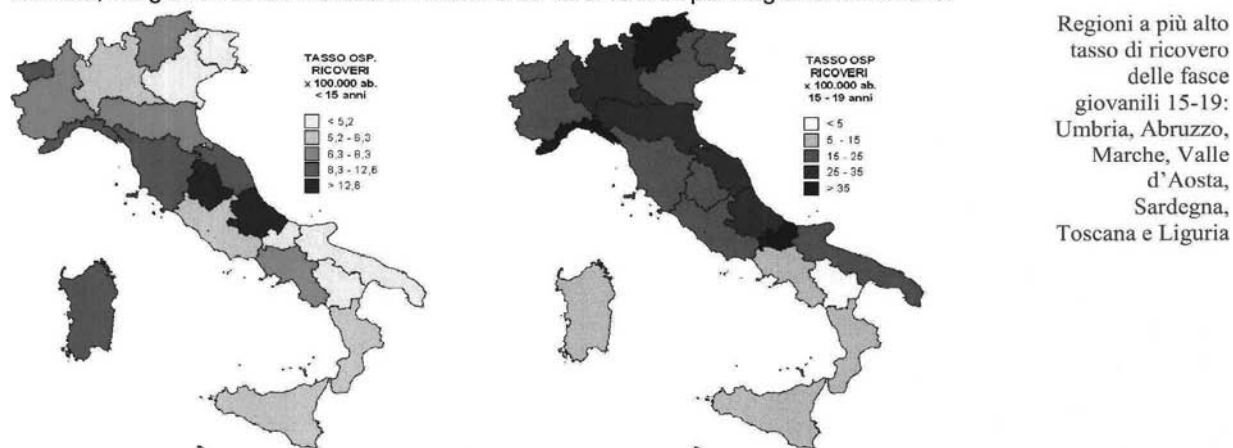 TASSO OSP.
RICOVERI
x 100.000 ab.
< 15 anni
< 5,2
5,2 - 6,3
6,3 - 8,3
8,3 - 12,6
> 12,6
TASSO OSP
RICOVERI
x 100.000 ab.
15 - 19 anni
< 5
5 - 15
15 - 25
25 - 35
> 35
Regioni a più alto
tasso di ricovero
delle fasce
giovanili 15-19:
Umbria, Abruzzo,
Marche, Valle
d'Aosta,
Sardegna,
Toscana e Liguria